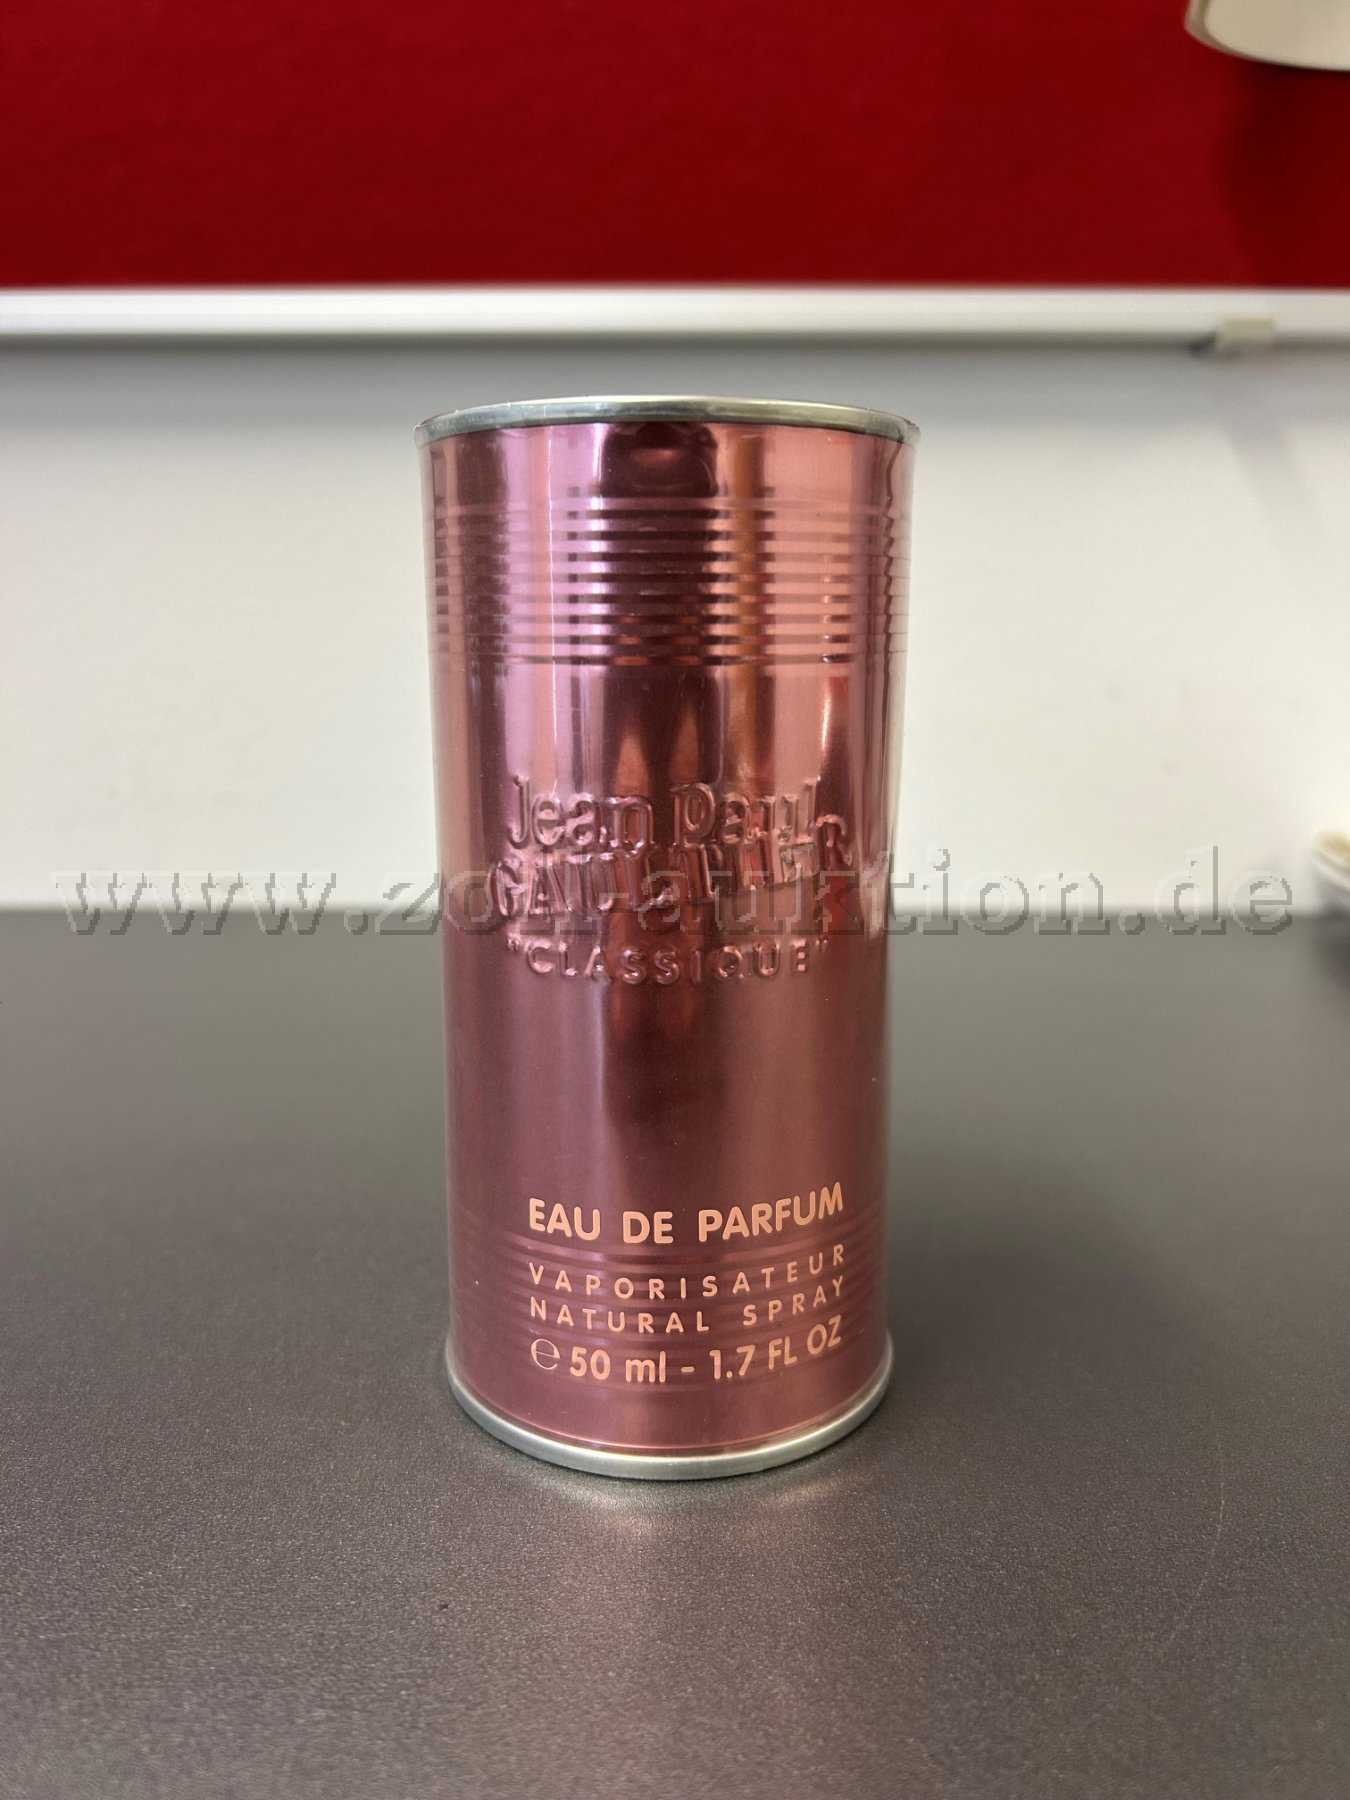 Jean Paul
GAULTIER
www.zoll-auktion.de
"CLASSIQUE"
EAU DE PARFUM
VAPORISATEUR
NATURAL SPRAY
℮ 50 ml - 1.7 FL OZ